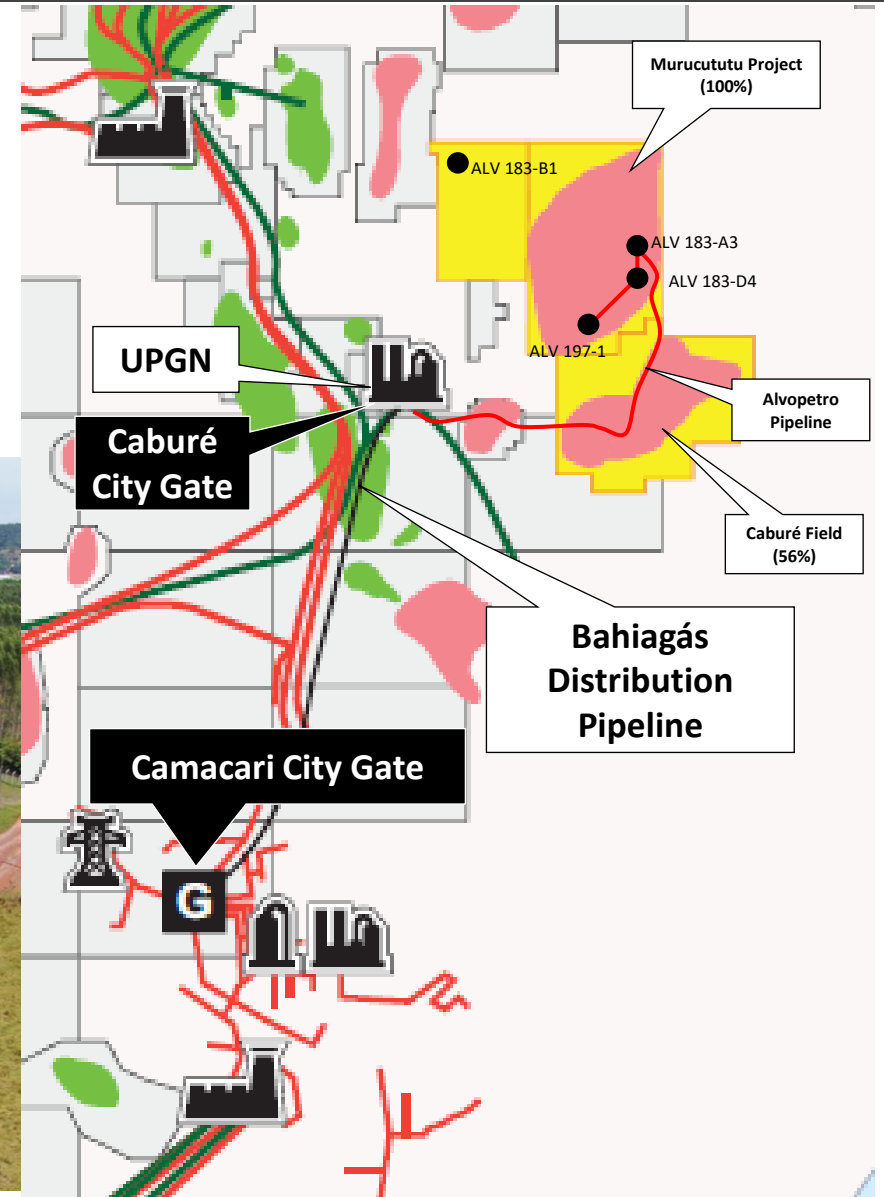 Murucututu Project
(100%)
ALV 183-B1
ALV 183-A3
ALV 183-D4
ALV 197-1
UPGN
Caburé
City Gate
Alvopetro
Pipeline
Caburé Field
(56%)
Bahiagás
Distribution
Pipeline
Camacari City Gate
G